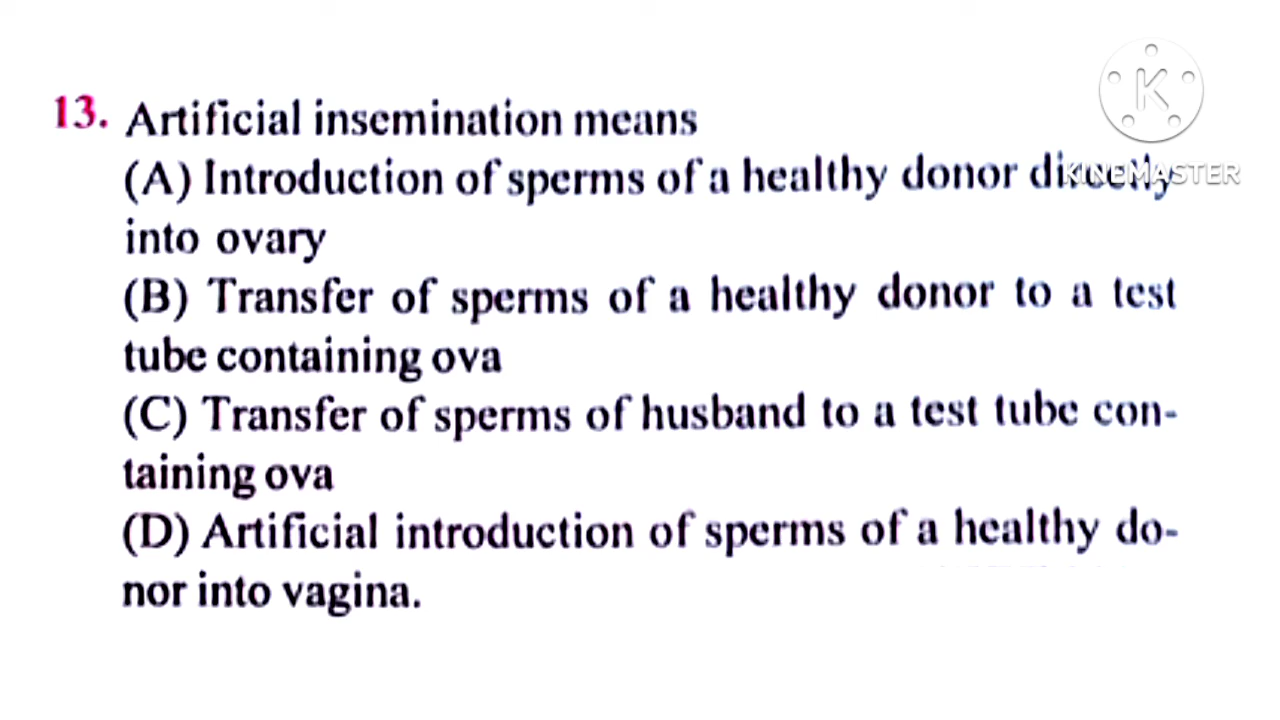 13. Artificial insemination means
(A) Introduction of sperms of a healthy donor directly
into ovary
(B) Transfer of sperms of a healthy donor to a test
tube containing ova
(C) Transfer of sperms of husband to a test tube con-
taining ova
(D) Artificial introduction of sperms of a healthy do-
nor into vagina.
K
KINEMASTER